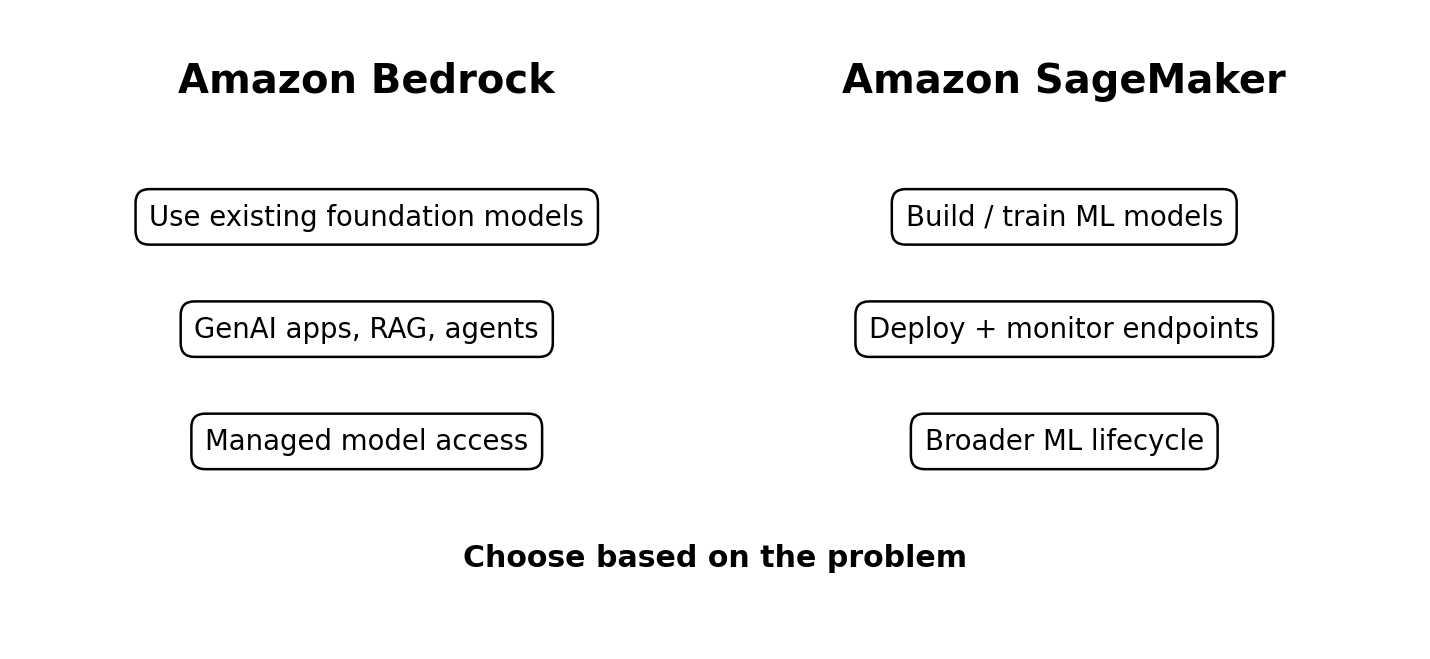 Amazon Bedrock
Amazon SageMaker
Use existing foundation models
Build / train ML models
GenAI apps, RAG, agents
Deploy + monitor endpoints
Managed model access
Broader ML lifecycle
Choose based on the problem